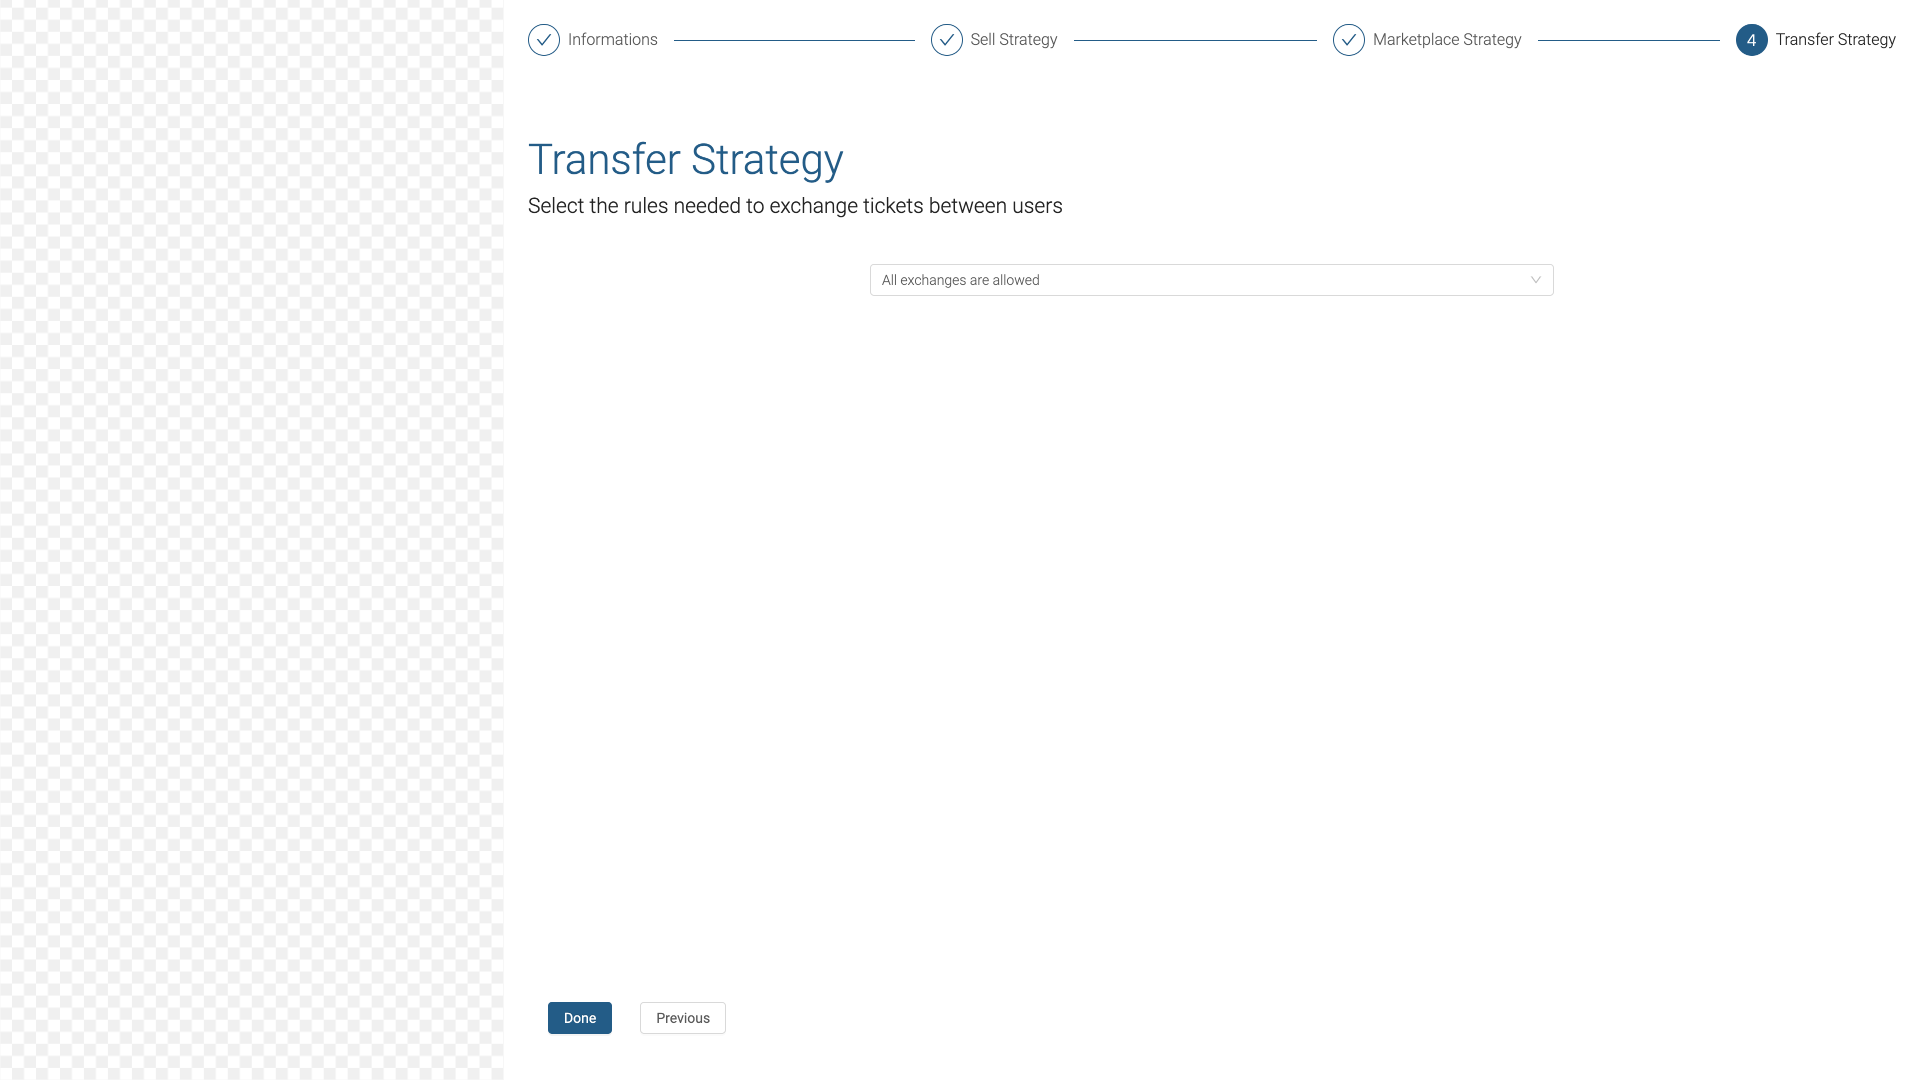 Informations
Sell Strategy
Marketplace Strategy
4 Transfer Strategy
Transfer Strategy
Select the rules needed to exchange tickets between users
All exchanges are allowed
Done
Previous